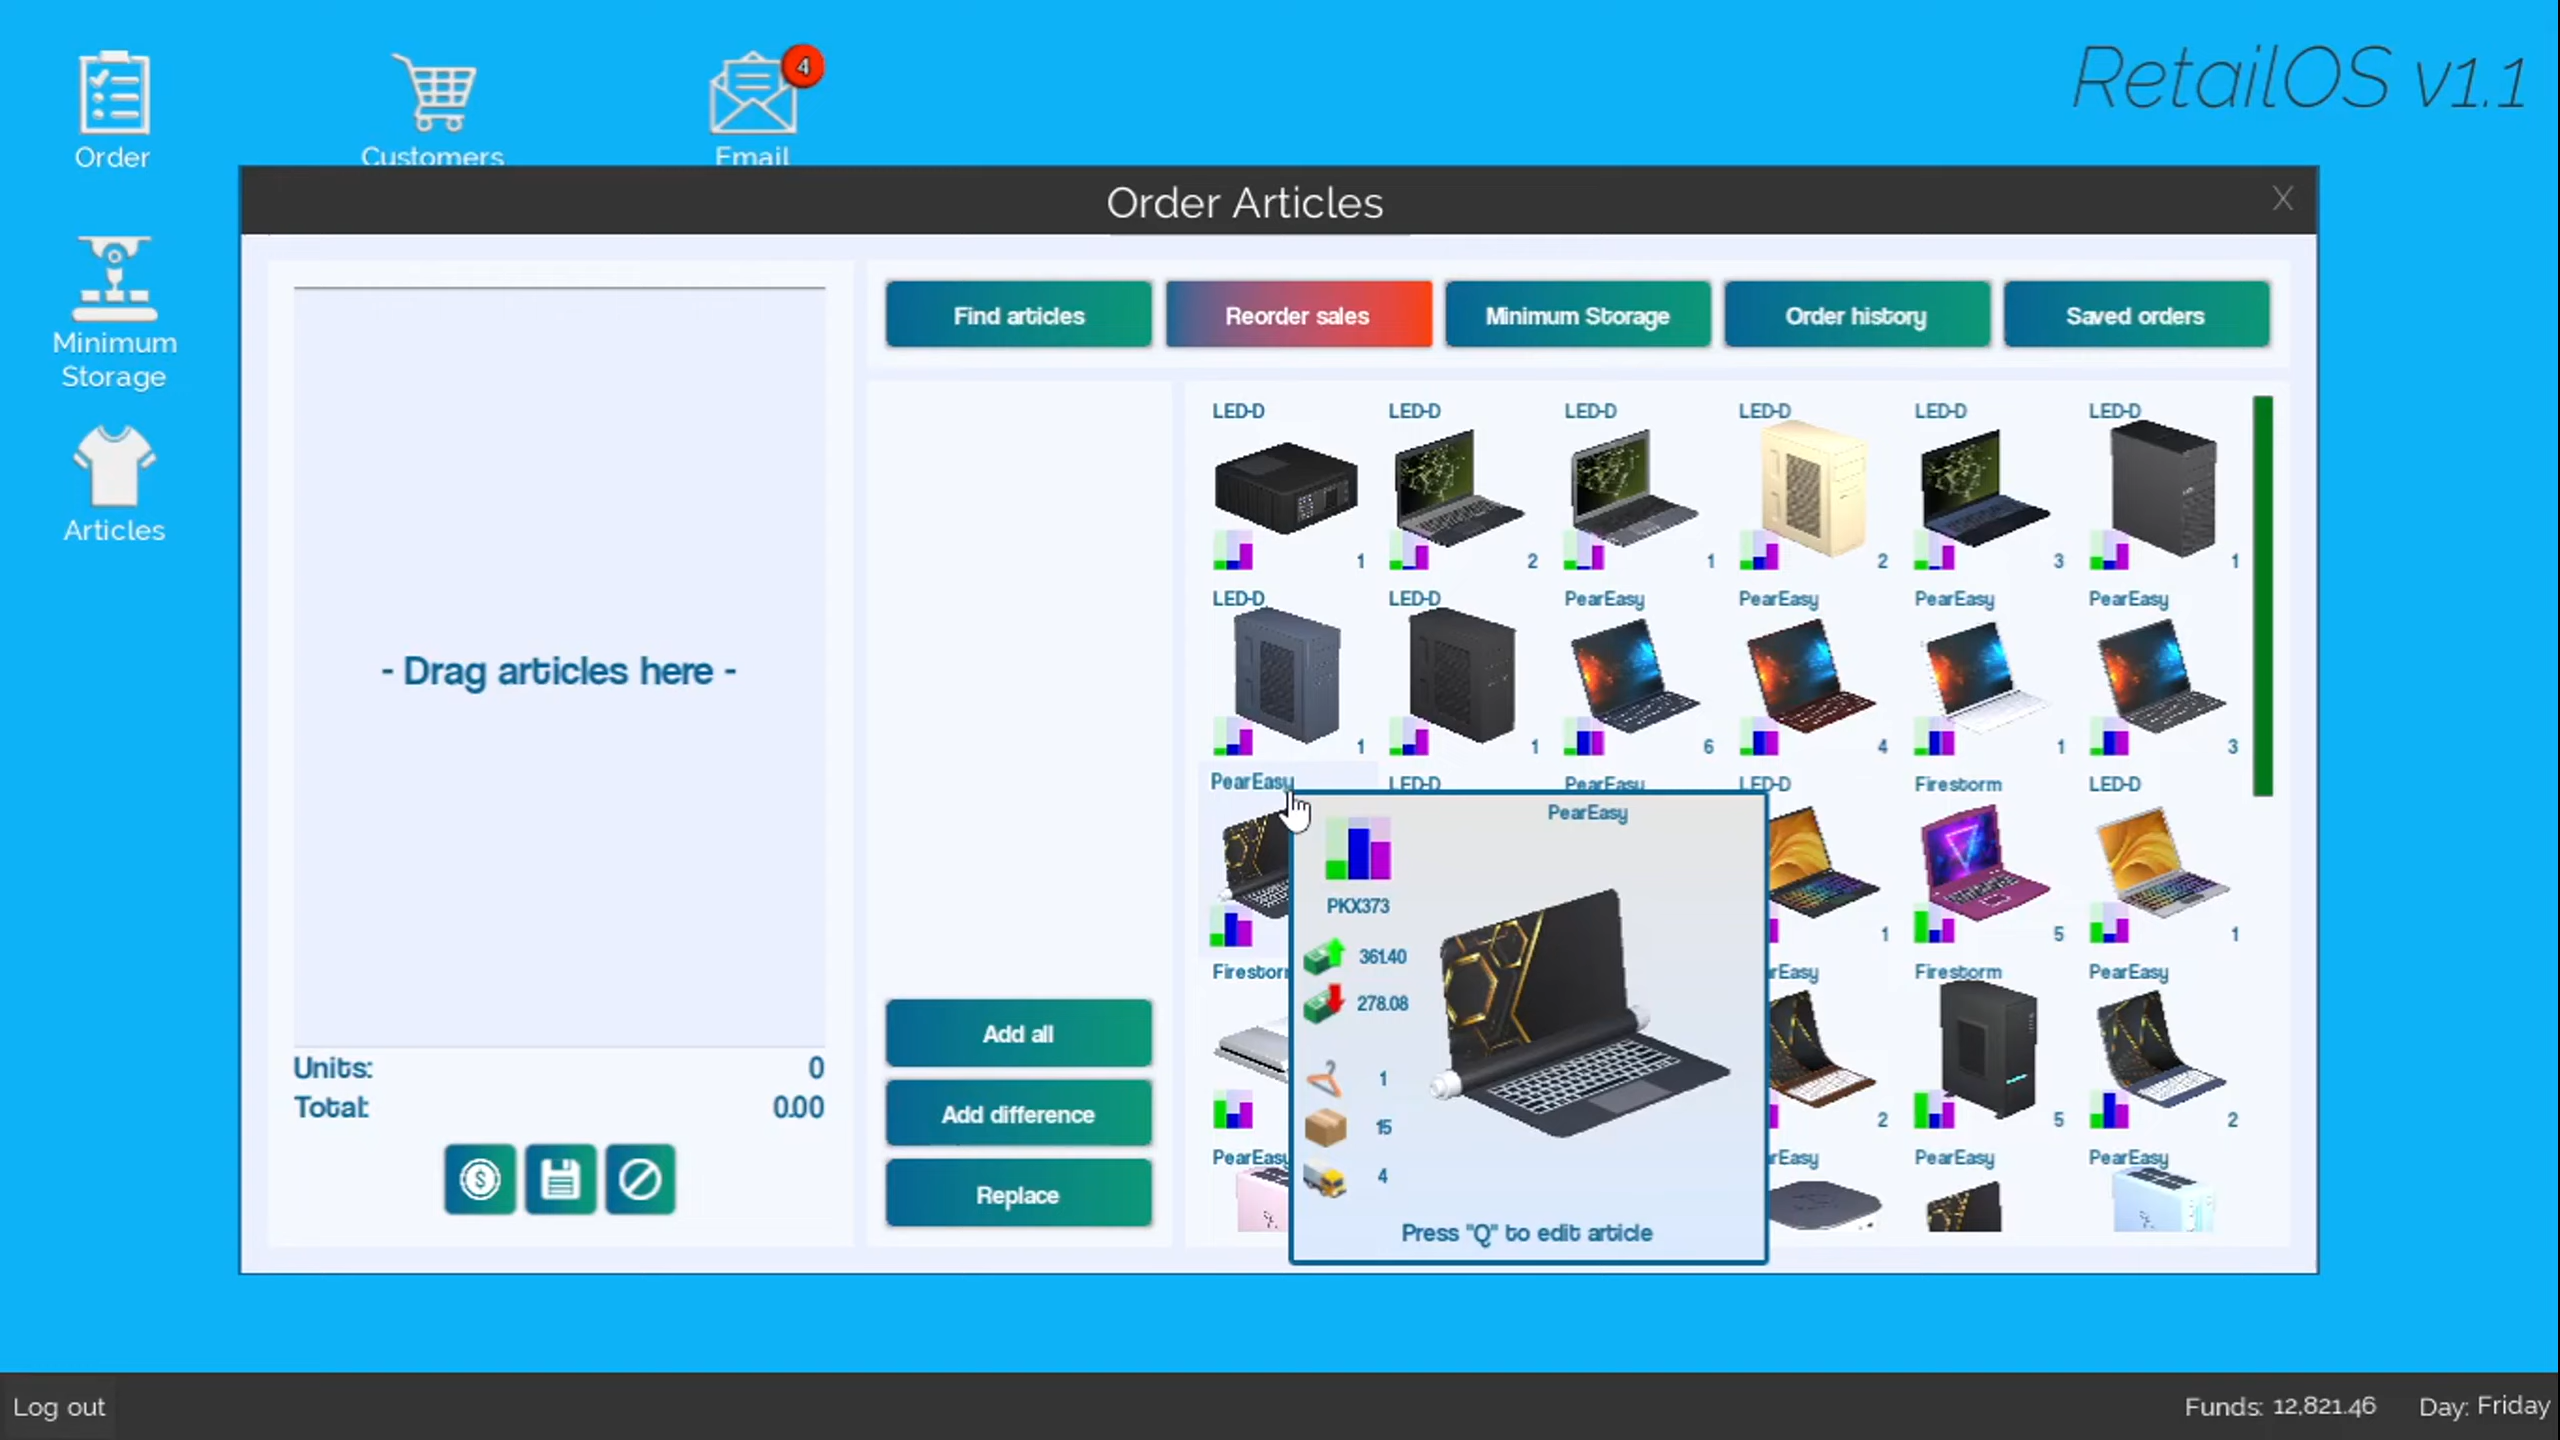 RetailOS v1.1
4
Order
Customers
Email
Minimum
Storage
Articles
Order Articles
X
Find articles
Reorder sales
Minimum Storage
Order history
Saved orders
- Drag articles here -
Units: 0
Total: 0.00
Add all
Add difference
Replace
LED-D LED-D LED-D LED-D LED-D LED-D
1 2 1 2 3 1
LED-D LED-D PearEasy PearEasy PearEasy PearEasy
1 1 6 4 1 3
PearEasy LED-D PearEasy LED-D Firestorm LED-D
1 5 1
Firestorm Firestorm PearEasy
2 5 2
PearEasy PearEasy PearEasy
PearEasy
PKX373
361.40
278.08
1
15
4
Press "Q" to edit article
Log out
Funds: 12,821.46
Day: Friday